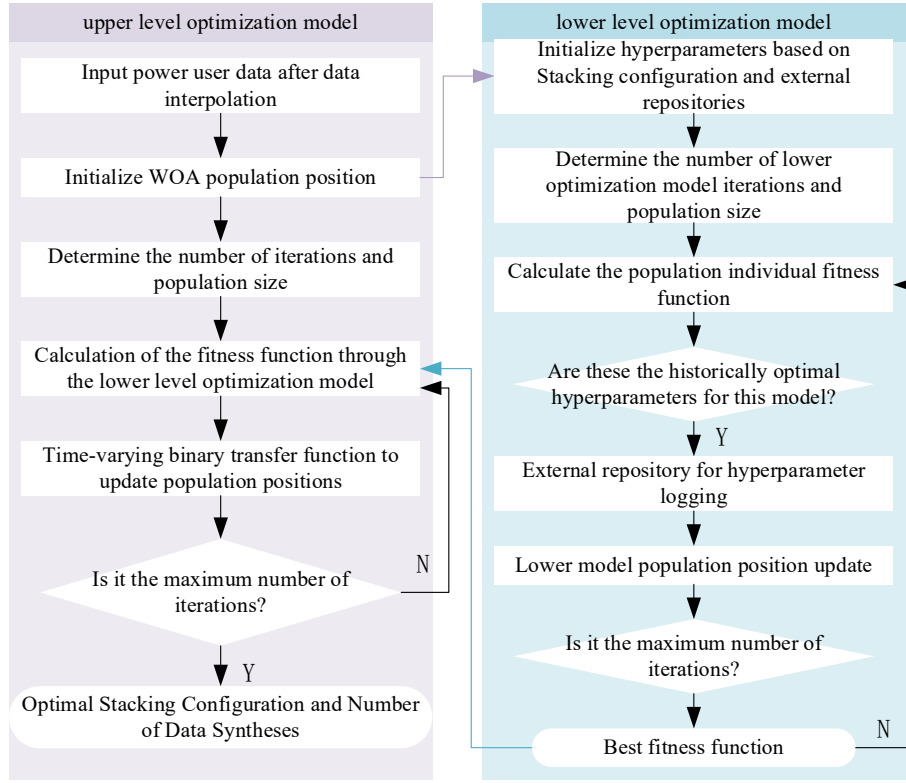 upper level optimization model
Input power user data after data
interpolation
Initialize WOA population position
Determine the number of iterations and
population size
Calculation of the fitness function through
the lower level optimization model
Time-varying binary transfer function to
update population positions
Is it the maximum number of
iterations?
N
Y
Optimal Stacking Configuration and Number
of Data Syntheses
lower level optimization model
Initialize hyperparameters based on
Stacking configuration and external
repositories
Determine the number of lower
optimization model iterations and
population size
Calculate the population individual fitness
function
Are these the historically optimal
hyperparameters for this model?
Y
External repository for hyperparameter
logging
Lower model population position update
Is it the maximum number of
iterations?
Best fitness function
N